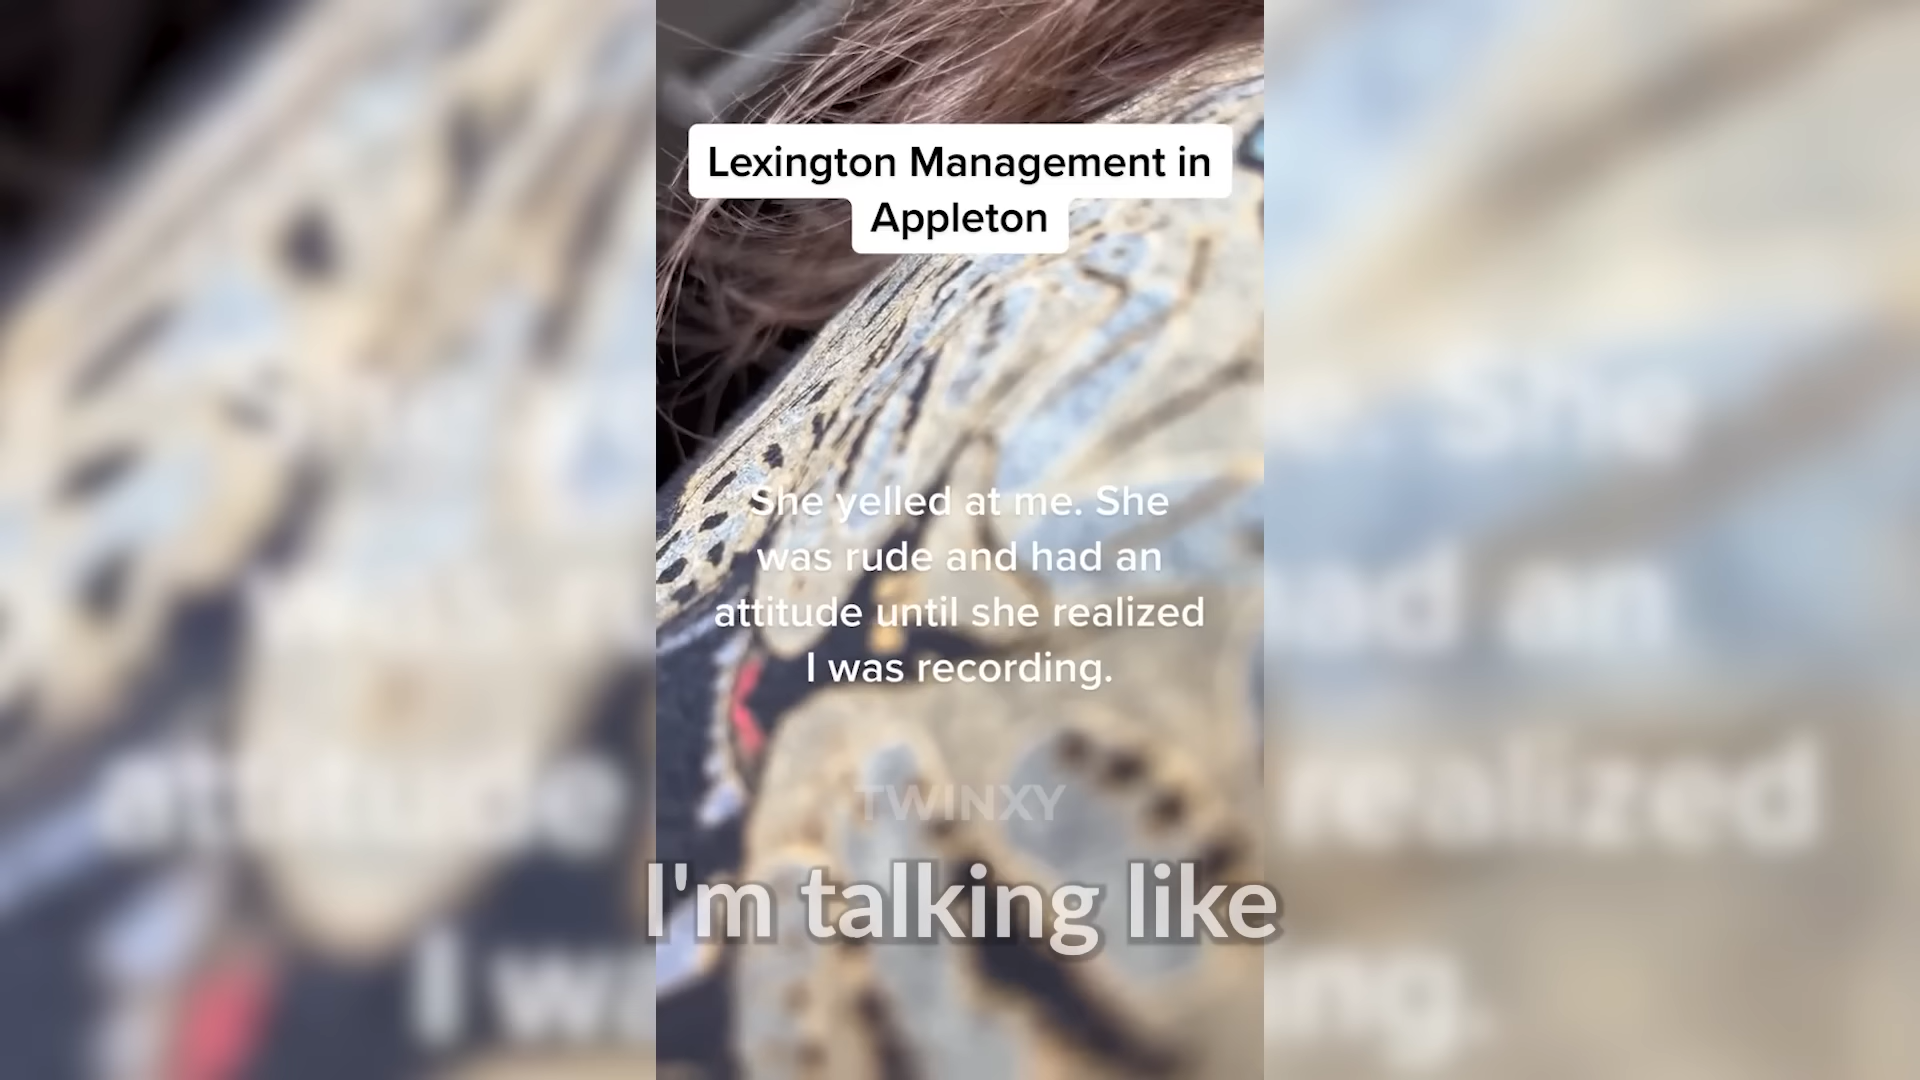 Lexington Management in
Appleton
She yelled at me. She
was rude and had an
attitude until she realized
I was recording.
TWINXY
I'm talking like